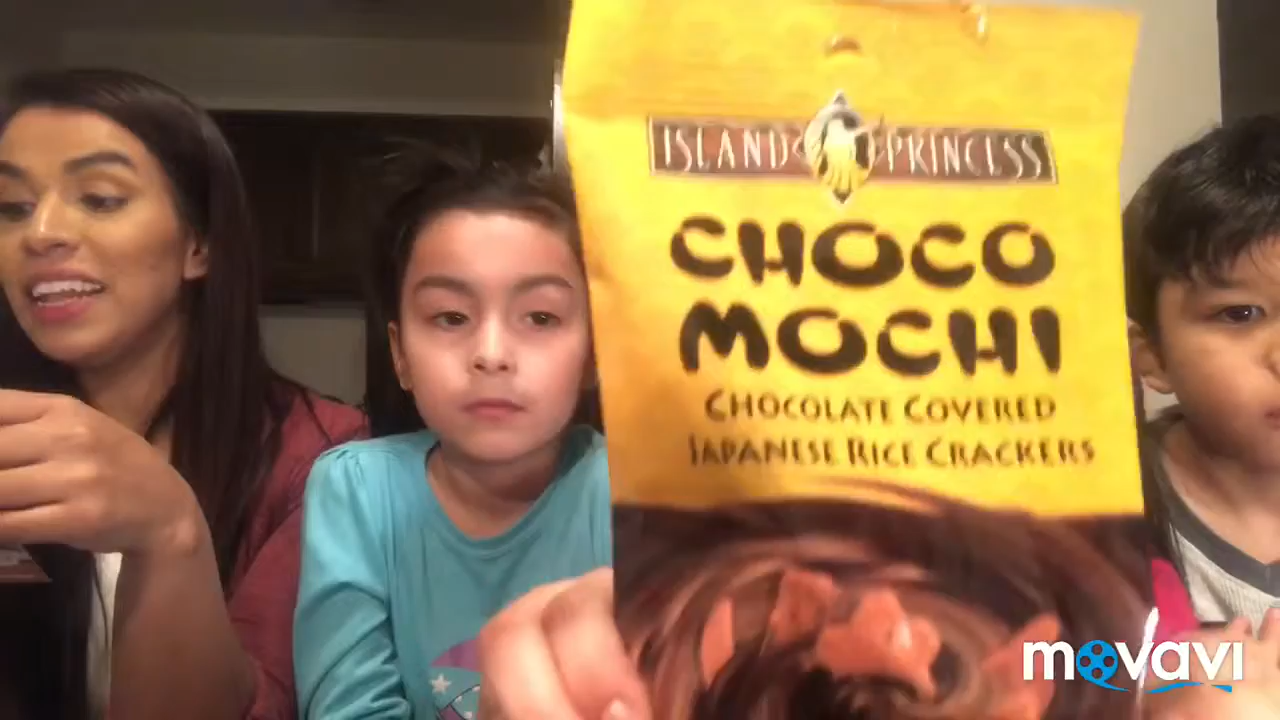 ISLAND PRINCESS
CHOCO
MOCHI
CHOCOLATE COVERED
JAPANESE RICE CRACKERS
movavi